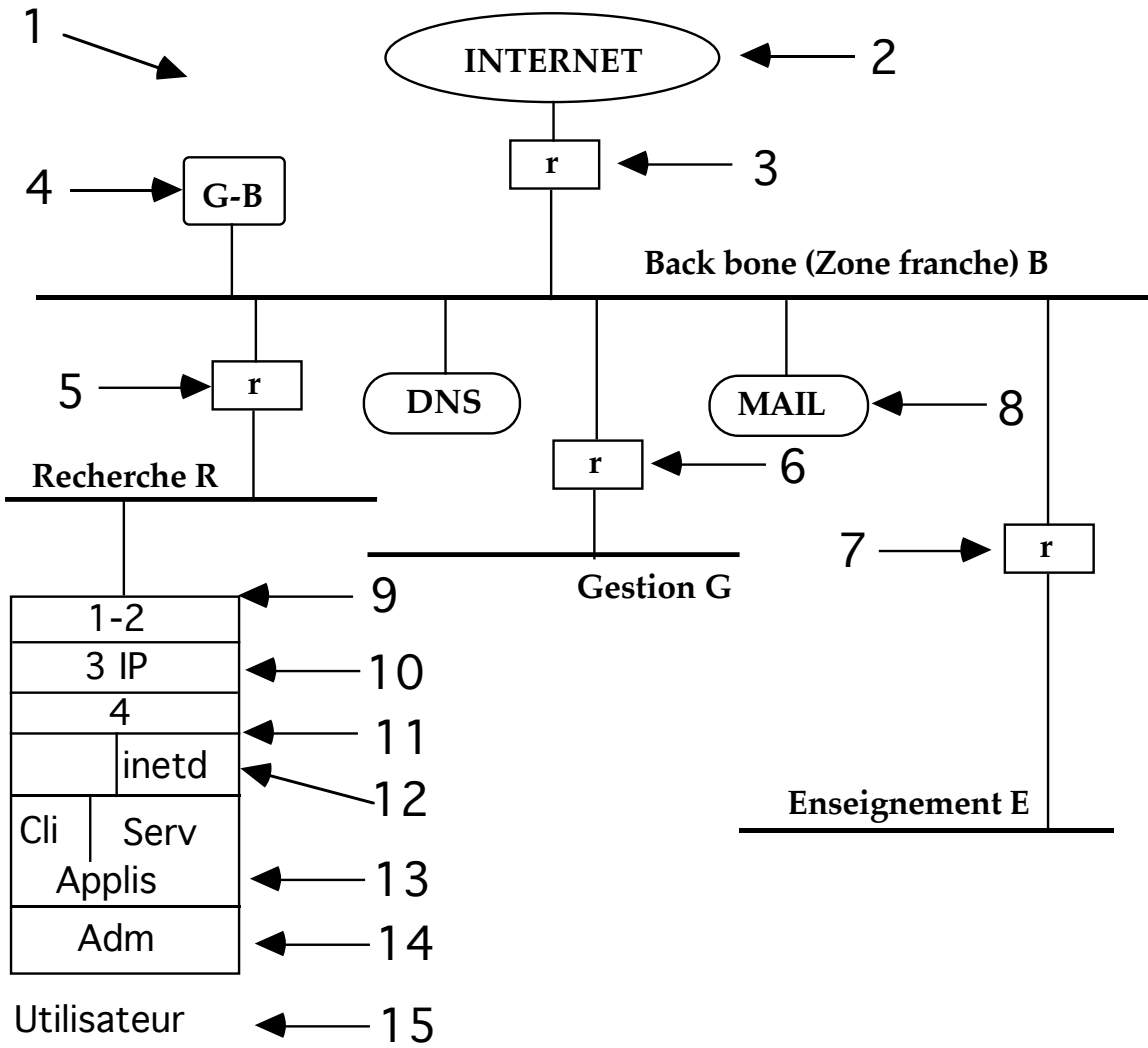 1
INTERNET
2
r
3
4
G-B
Back bone (Zone franche) B
5
r
DNS
MAIL
8
r
6
Recherche R
7
r
Gestion G
9
1-2
3 IP
10
4
11
inetd
12
Cli
Serv
Enseignement E
Applis
13
Adm
14
Utilisateur
15